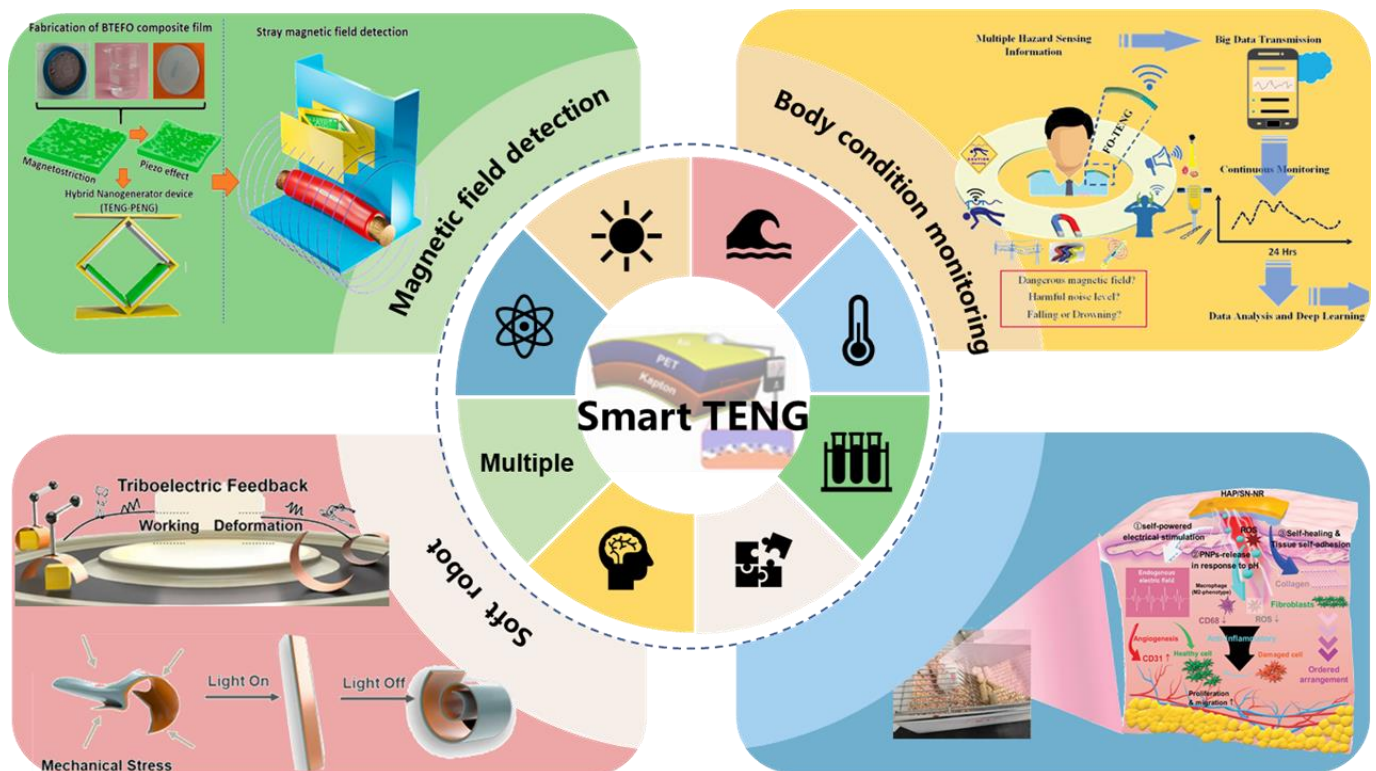 Fabrication of BTEFO composite film
Stray magnetic field detection
Magnetostriction
Piezo effect
Hybrid Nanogenerator device
(TENG-PENG)
Magnetic field detection
Body condition monitoring
Multiple Hazard Sensing
Information
Big Data Transmission
FO-TENG
CAUTION
Continuous Monitoring
24 Hrs
Dangerous magnetic field?
Harmful noise level?
Falling or Drowning?
Data Analysis and Deep Learning
PET
Kapton
Smart TENG
Multiple
Triboelectric Feedback
Working Deformation
Soft robot
Light On
Light Off
Mechanical Stress
HAP/SN-NR
①self-powered
electrical stimulation
ROS
②PNPs-release
in response to pH
③Self-healing &
Tissue self-adhesion
Endogenous
electric field
Macrophage
(M2-phenotype)
CD68 ↓
ROS ↓
Collagen
Fibroblasts
Angiogenesis
CD31 ↑
Healthy cell
Damaged cell
Proliferation
& migration ↑
Ordered
arrangement